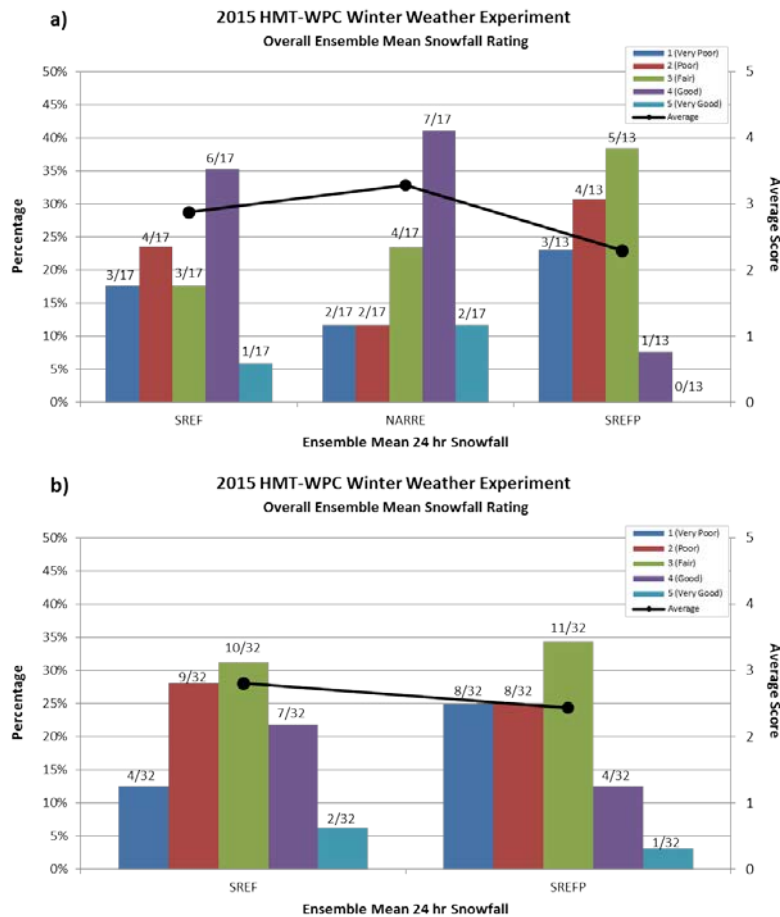 a)
2015 HMT-WPC Winter Weather Experiment
Overall Ensemble Mean Snowfall Rating
1 (Very Poor)
2 (Poor)
3 (Fair)
4 (Good)
5 (Very Good)
Average
50%
45%
40%
35%
30%
25%
20%
15%
10%
5%
0%
Percentage
5
4
3
2
1
0
Average Score
3/17
4/17
3/17
6/17
1/17
2/17
2/17
4/17
7/17
2/17
3/13
4/13
5/13
1/13
0/13
SREF
NARRE
SREFP
Ensemble Mean 24 hr Snowfall
b)
2015 HMT-WPC Winter Weather Experiment
Overall Ensemble Mean Snowfall Rating
1 (Very Poor)
2 (Poor)
3 (Fair)
4 (Good)
5 (Very Good)
Average
50%
45%
40%
35%
30%
25%
20%
15%
10%
5%
0%
Percentage
5
4
3
2
1
0
Average Score
4/32
9/32
10/32
7/32
2/32
8/32
8/32
11/32
4/32
1/32
SREF
SREFP
Ensemble Mean 24 hr Snowfall